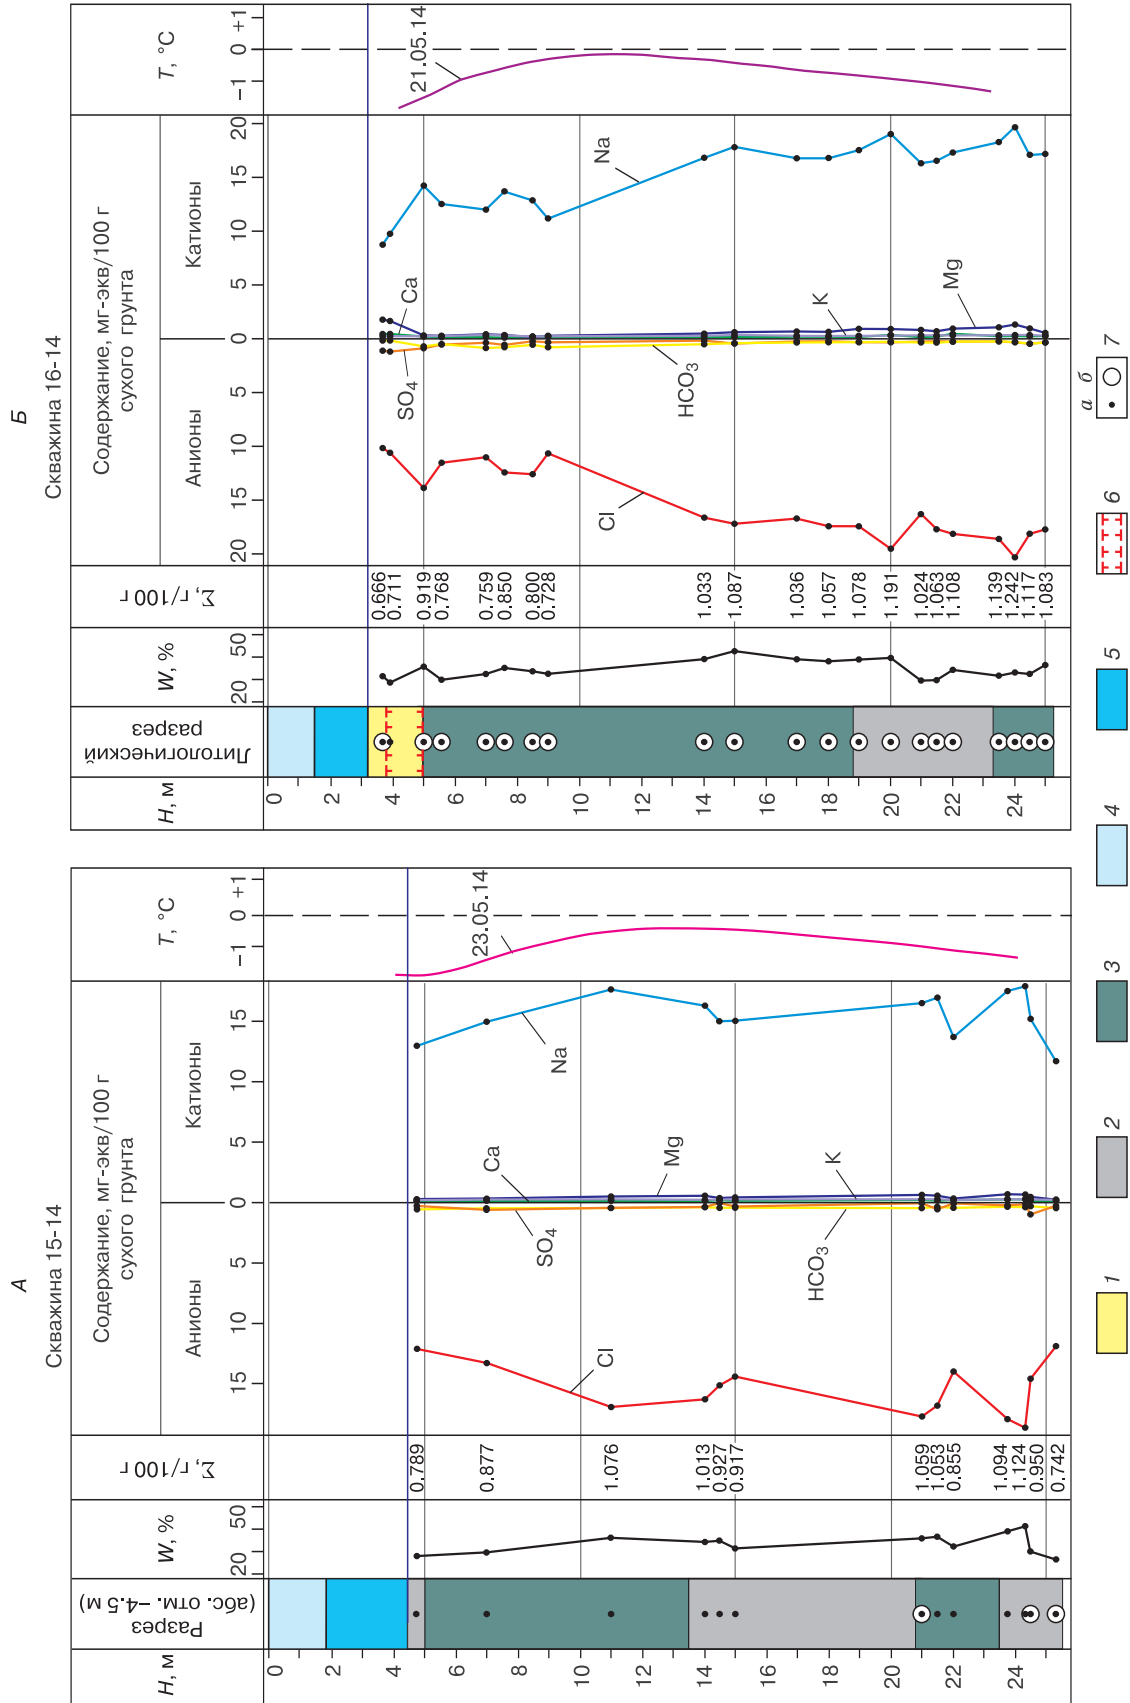 А
Скважина 15-14
H, м
0
2
4
6
8
10
12
14
16
18
20
22
24
Разрез
(абс. отм. –4.5 м)
W, %
20
50
Σ, г/100 г
0.789
0.877
1.076
1.013
0.927
0.917
1.059
1.053
0.855
1.094
1.124
0.950
0.742
Содержание, мг-экв/100 г
сухого грунта
Анионы
Катионы
15
10
5
0
5
10
15
Cl
SO4
HCO3
Ca
Mg
K
Na
T, °C
–1
0
+1
23.05.14
Б
Скважина 16-14
H, м
0
2
4
6
8
10
12
14
16
18
20
22
24
Литологический
разрез
W, %
20
50
Σ, г/100 г
0.666
0.711
0.919
0.768
0.759
0.850
0.800
0.728
1.033
1.087
1.036
1.057
1.078
1.191
1.024
1.063
1.108
1.139
1.242
1.117
1.083
Содержание, мг-экв/100 г
сухого грунта
Анионы
Катионы
20
15
10
5
0
5
10
15
20
Cl
SO4
HCO3
Ca
K
Mg
Na
T, °C
–1
0
+1
21.05.14
1
2
3
4
5
6
а б
7